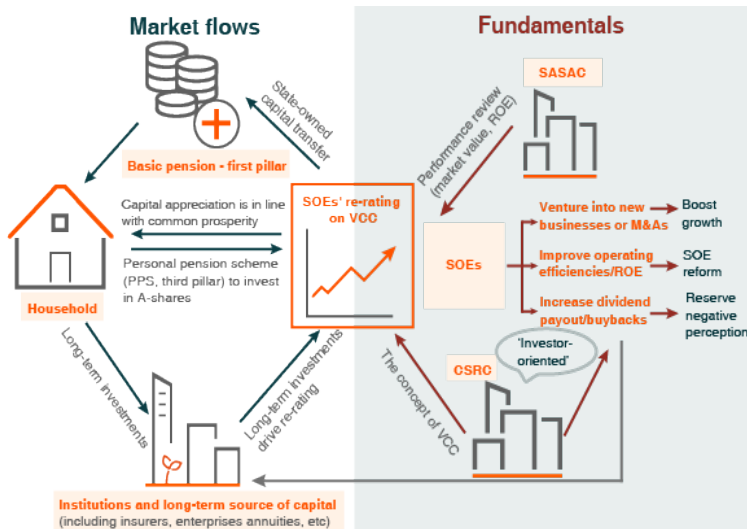 Market flows
Fundamentals
SASAC
State-owned
capital transfer
Performance review
(market value, ROE)
Basic pension - first pillar
Capital appreciation is in line
with common prosperity
SOEs' re-rating
on VCC
Venture into new
businesses or M&As
Boost
growth
SOEs
Improve operating
efficiencies/ROE
SOE
reform
Personal pension scheme
(PPS, third pillar) to invest
in A-shares
Household
Increase dividend
payout/buybacks
Reserve
negative
perception
'Investor-
oriented'
CSRC
Long-term investments
Long-term investments
drive re-rating
The concept of VCC
Institutions and long-term source of capital
(including insurers, enterprises annuities, etc)